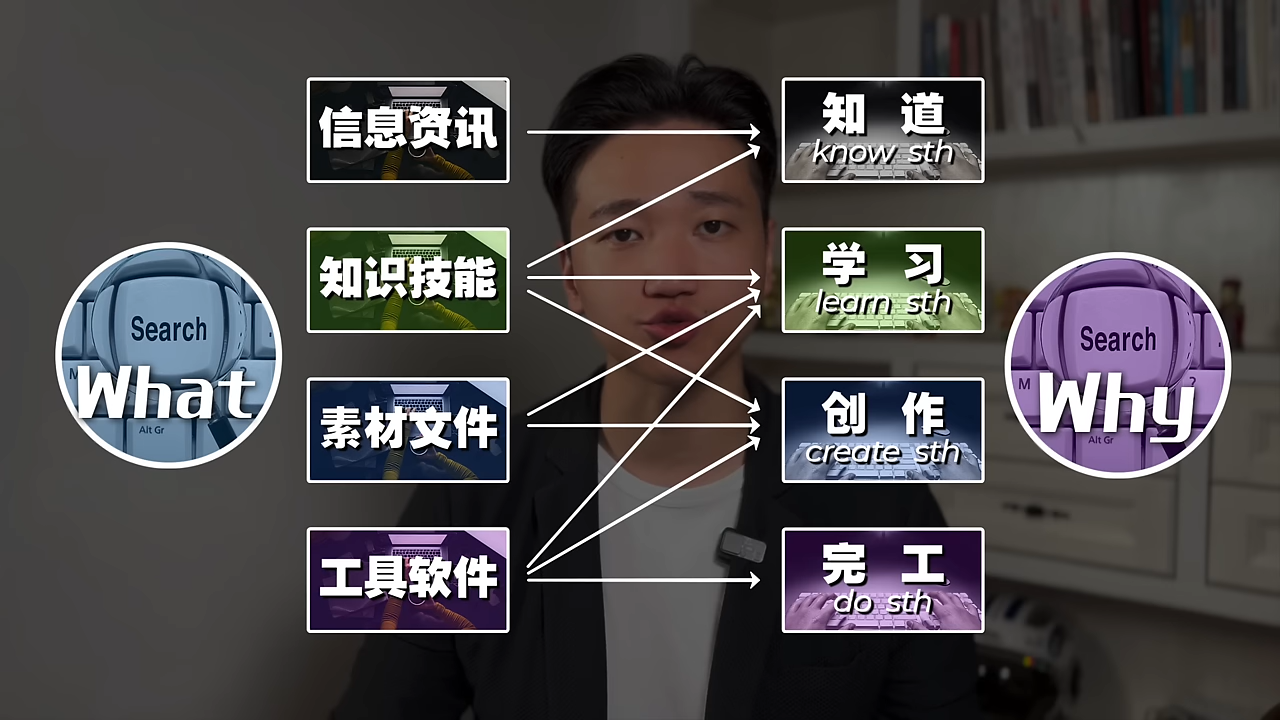 信息资讯
知识技能
素材文件
工具软件
知 道
know sth
学 习
learn sth
创 作
create sth
完 工
do sth
Search
What
Alt Gr
M
Search
Why
Alt Gr
M
?